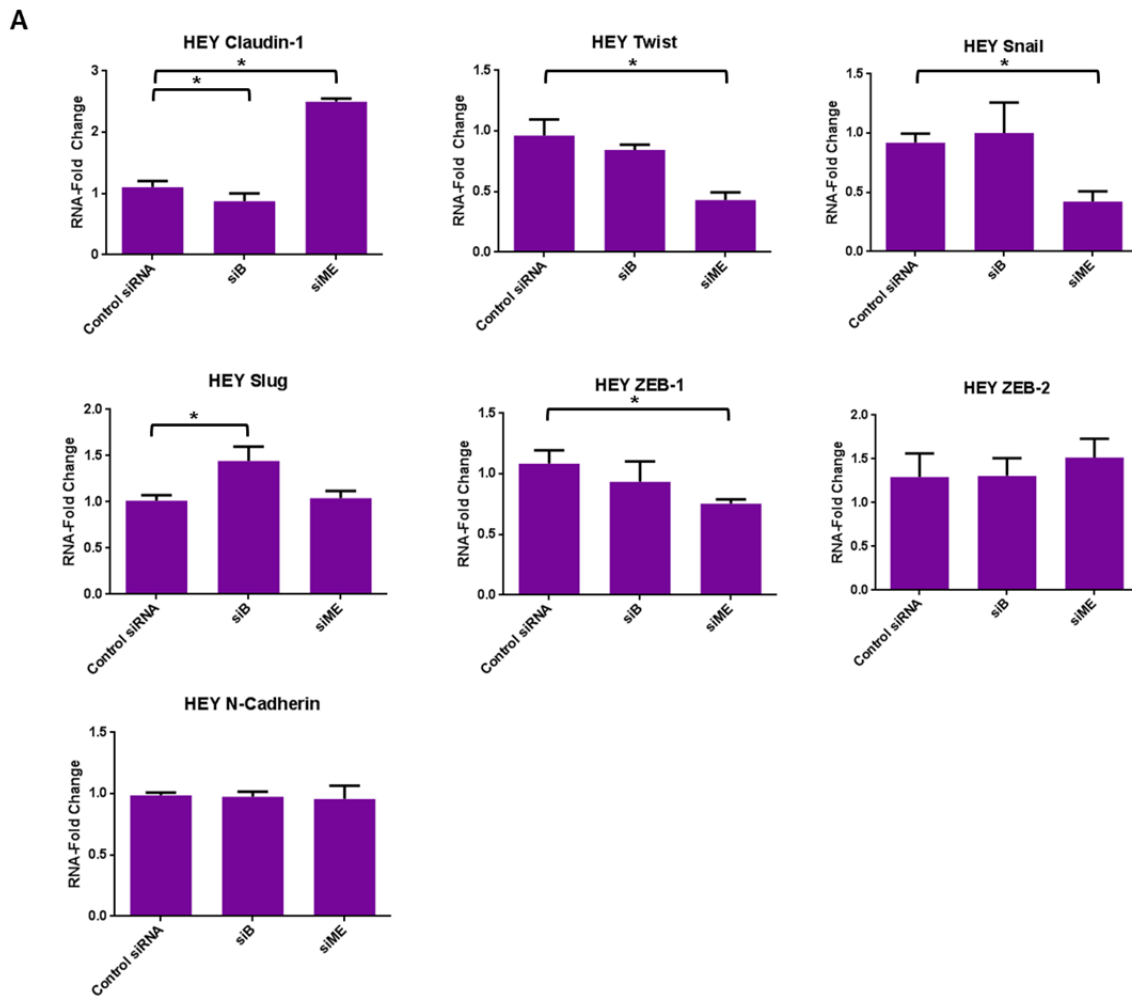 A
HEY Claudin-1
RNA-Fold Change
3
2
1
0
*
*
Control siRNA
siB
siME
HEY Twist
RNA-Fold Change
1.5
1.0
0.5
0.0
*
Control siRNA
siB
siME
HEY Snail
RNA-Fold Change
1.5
1.0
0.5
0.0
*
Control siRNA
siB
siME
HEY Slug
RNA-Fold Change
2.0
1.5
1.0
0.5
0.0
*
Control siRNA
siB
siME
HEY ZEB-1
RNA-Fold Change
1.5
1.0
0.5
0.0
*
Control siRNA
siB
siME
HEY ZEB-2
RNA-Fold Change
2.0
1.5
1.0
0.5
0.0
Control siRNA
siB
siME
HEY N-Cadherin
RNA-Fold Change
1.5
1.0
0.5
0.0
Control siRNA
siB
siME